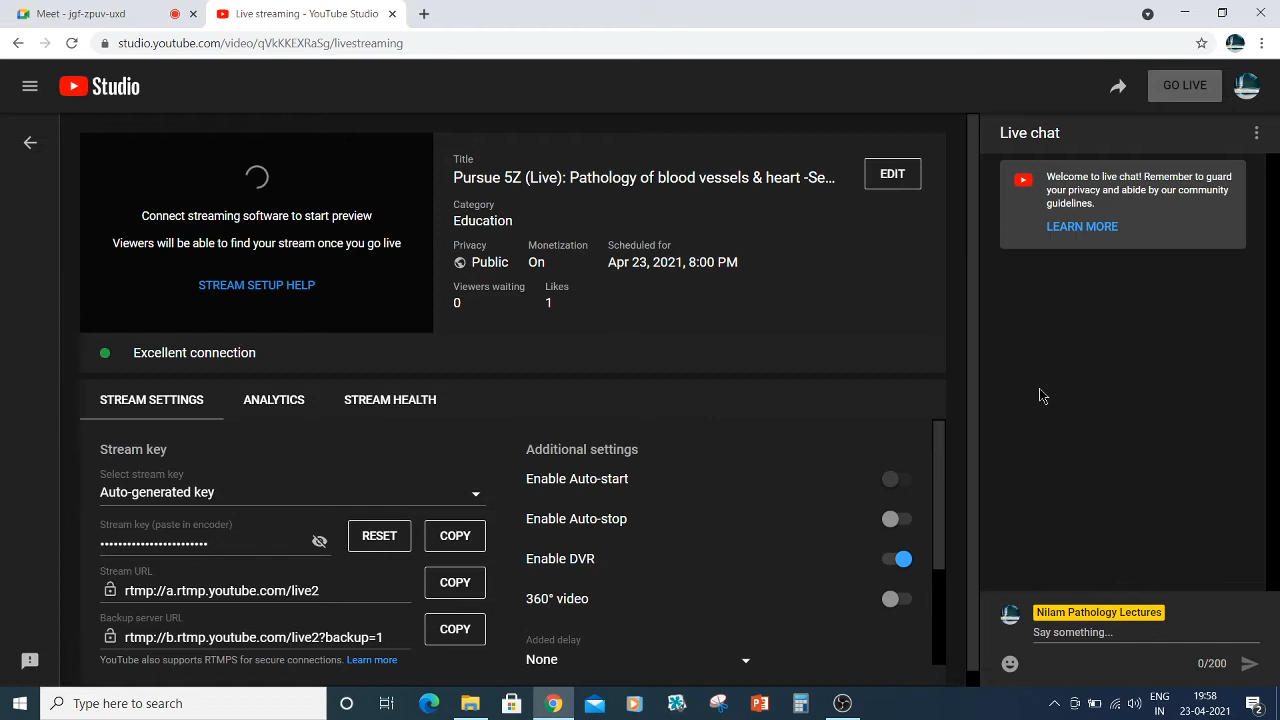 Meet - jgf-zpuv-uxd
Live streaming - YouTube Studio
studio.youtube.com/video/qVkKKEXRaSg/livestreaming
Studio
GO LIVE
Connect streaming software to start preview
Viewers will be able to find your stream once you go live
STREAM SETUP HELP
Title
Pursue 5Z (Live): Pathology of blood vessels & heart -Se...
EDIT
Category
Education
Privacy
Monetization
Scheduled for
Public
On
Apr 23, 2021, 8:00 PM
Viewers waiting
Likes
0
1
Excellent connection
STREAM SETTINGS
ANALYTICS
STREAM HEALTH
Stream key
Select stream key
Auto-generated key
Stream key (paste in encoder)
••••••••••••••••••••••••
RESET
COPY
Stream URL
rtmp://a.rtmp.youtube.com/live2
COPY
Backup server URL
rtmp://b.rtmp.youtube.com/live2?backup=1
COPY
YouTube also supports RTMPS for secure connections. Learn more
Additional settings
Enable Auto-start
Enable Auto-stop
Enable DVR
360° video
Added delay
None
Live chat
Welcome to live chat! Remember to guard
your privacy and abide by our community
guidelines.
LEARN MORE
Nilam Pathology Lectures
Say something...
0/200
Type here to search
ENG
IN
19:58
23-04-2021
2